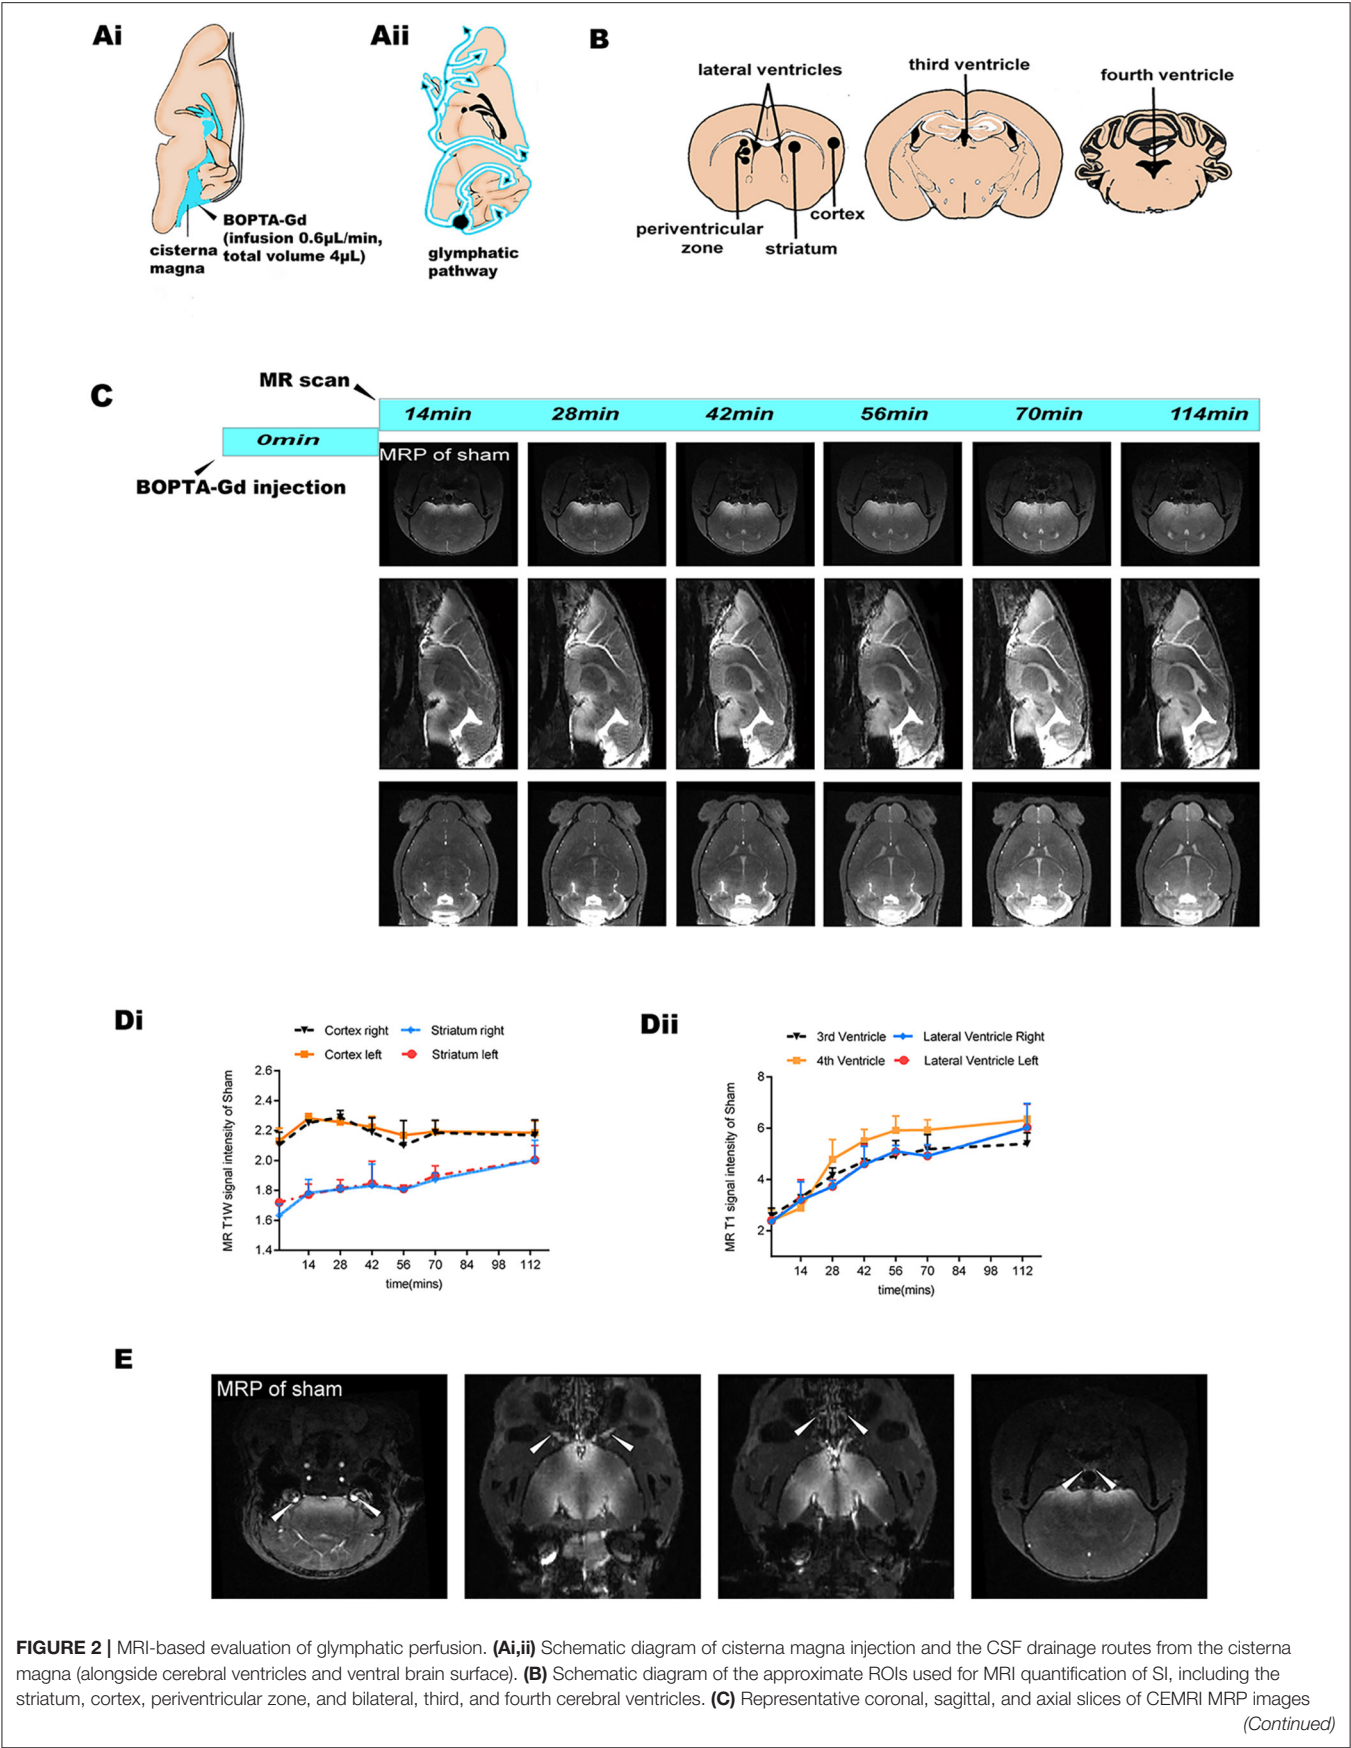 Ai
Aii
B
BOPTA-Gd
(infusion 0.6µL/min,
total volume 4µL)
cisterna
magna
glymphatic
pathway
lateral ventricles
third ventricle
fourth ventricle
periventricular
zone
striatum
cortex
C
MR scan
14min 28min 42min 56min 70min 114min
0min
BOPTA-Gd injection
MRP of sham
Di
Cortex right Striatum right
Cortex left Striatum left
MR T1W signal intensity of Sham
2.6
2.4
2.2
2.0
1.8
1.6
1.4
14 28 42 56 70 84 98 112
time(mins)
Dii
3rd Ventricle Lateral Ventricle Right
4th Ventricle Lateral Ventricle Left
MR T1 signal intensity of Sham
8
6
4
2
14 28 42 56 70 84 98 112
time(mins)
E
MRP of sham
FIGURE 2 | MRI-based evaluation of glymphatic perfusion. (Ai,ii) Schematic diagram of cisterna magna injection and the CSF drainage routes from the cisterna
magna (alongside cerebral ventricles and ventral brain surface). (B) Schematic diagram of the approximate ROIs used for MRI quantification of SI, including the
striatum, cortex, periventricular zone, and bilateral, third, and fourth cerebral ventricles. (C) Representative coronal, sagittal, and axial slices of CEMRI MRP images
(Continued)